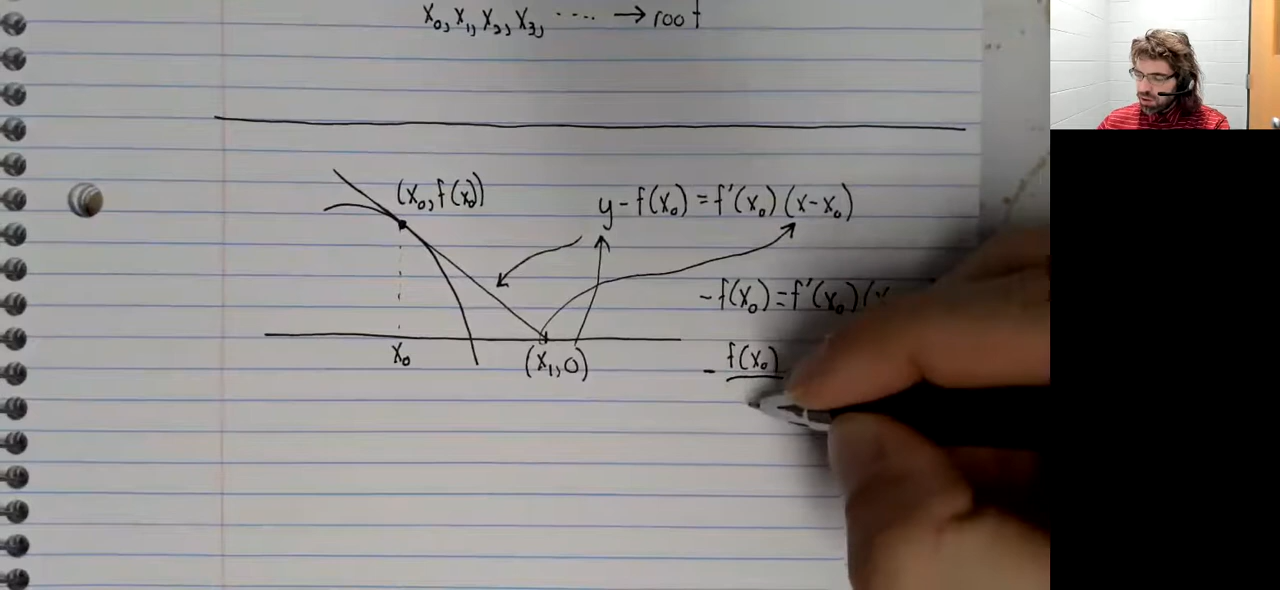 x₀, x₁, x₂, x₃, ···· → root
(x₀, f(x₀))
y - f(x₀) = f'(x₀) (x - x₀)
- f(x₀) = f'(x₀) (x
- f(x₀)
x₀
(x₁, 0)